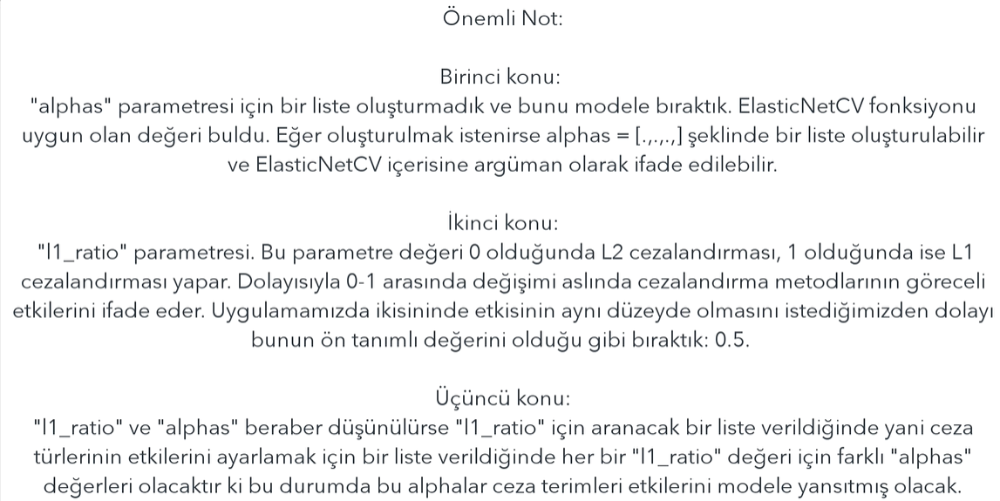 Önemli Not:
Birinci konu:
"alphas" parametresi için bir liste oluşturmadık ve bunu modele bıraktık. ElasticNetCV fonksiyonu
uygun olan değeri buldu. Eğer oluşturulmak istenirse alphas = [.,.,.,] şeklinde bir liste oluşturulabilir
ve ElasticNetCV içerisine argüman olarak ifade edilebilir.
İkinci konu:
"l1_ratio" parametresi. Bu parametre değeri 0 olduğunda L2 cezalandırması, 1 olduğunda ise L1
cezalandırması yapar. Dolayısıyla 0-1 arasında değişimi aslında cezalandırma metodlarının göreceli
etkilerini ifade eder. Uygulamamızda ikisininde etkisinin aynı düzeyde olmasını istediğimizden dolayı
bunun ön tanımlı değerini olduğu gibi bıraktık: 0.5.
Üçüncü konu:
"l1_ratio" ve "alphas" beraber düşünülürse "l1_ratio" için aranacak bir liste verildiğinde yani ceza
türlerinin etkilerini ayarlamak için bir liste verildiğinde her bir "l1_ratio" değeri için farklı "alphas"
değerleri olacaktır ki bu durumda bu alphalar ceza terimleri etkilerini modele yansıtmış olacak.